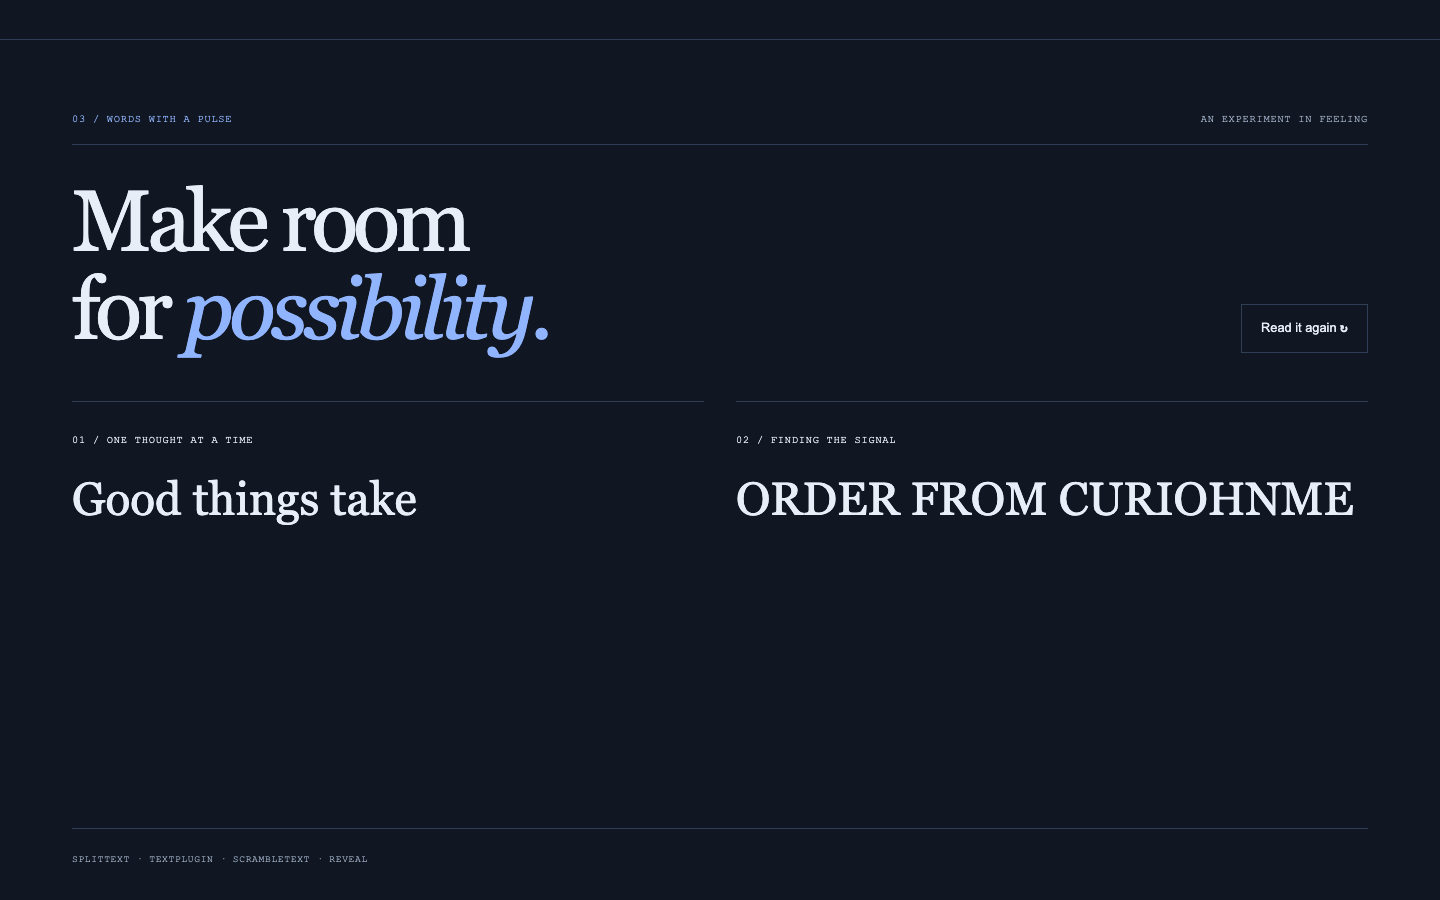 03 / WORDS WITH A PULSE
AN EXPERIMENT IN FEELING
Make room
for possibility.
Read it again ↻
01 / ONE THOUGHT AT A TIME
Good things take
02 / FINDING THE SIGNAL
ORDER FROM CURIOHNME
SPLITTEXT · TEXTPLUGIN · SCRAMBLETEXT · REVEAL